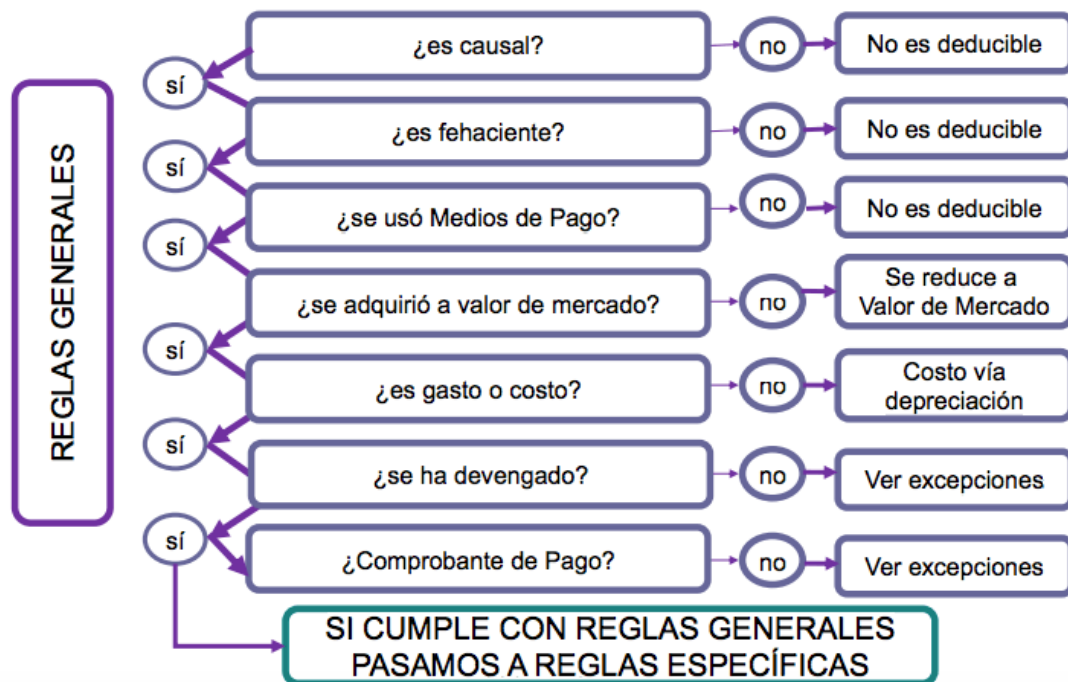 REGLAS GENERALES
¿es causal?
no
No es deducible
sí
¿es fehaciente?
no
No es deducible
sí
¿se usó Medios de Pago?
no
No es deducible
sí
¿se adquirió a valor de mercado?
no
Se reduce a
Valor de Mercado
sí
¿es gasto o costo?
no
Costo vía
depreciación
sí
¿se ha devengado?
no
Ver excepciones
sí
¿Comprobante de Pago?
no
Ver excepciones
SI CUMPLE CON REGLAS GENERALES
PASAMOS A REGLAS ESPECÍFICAS